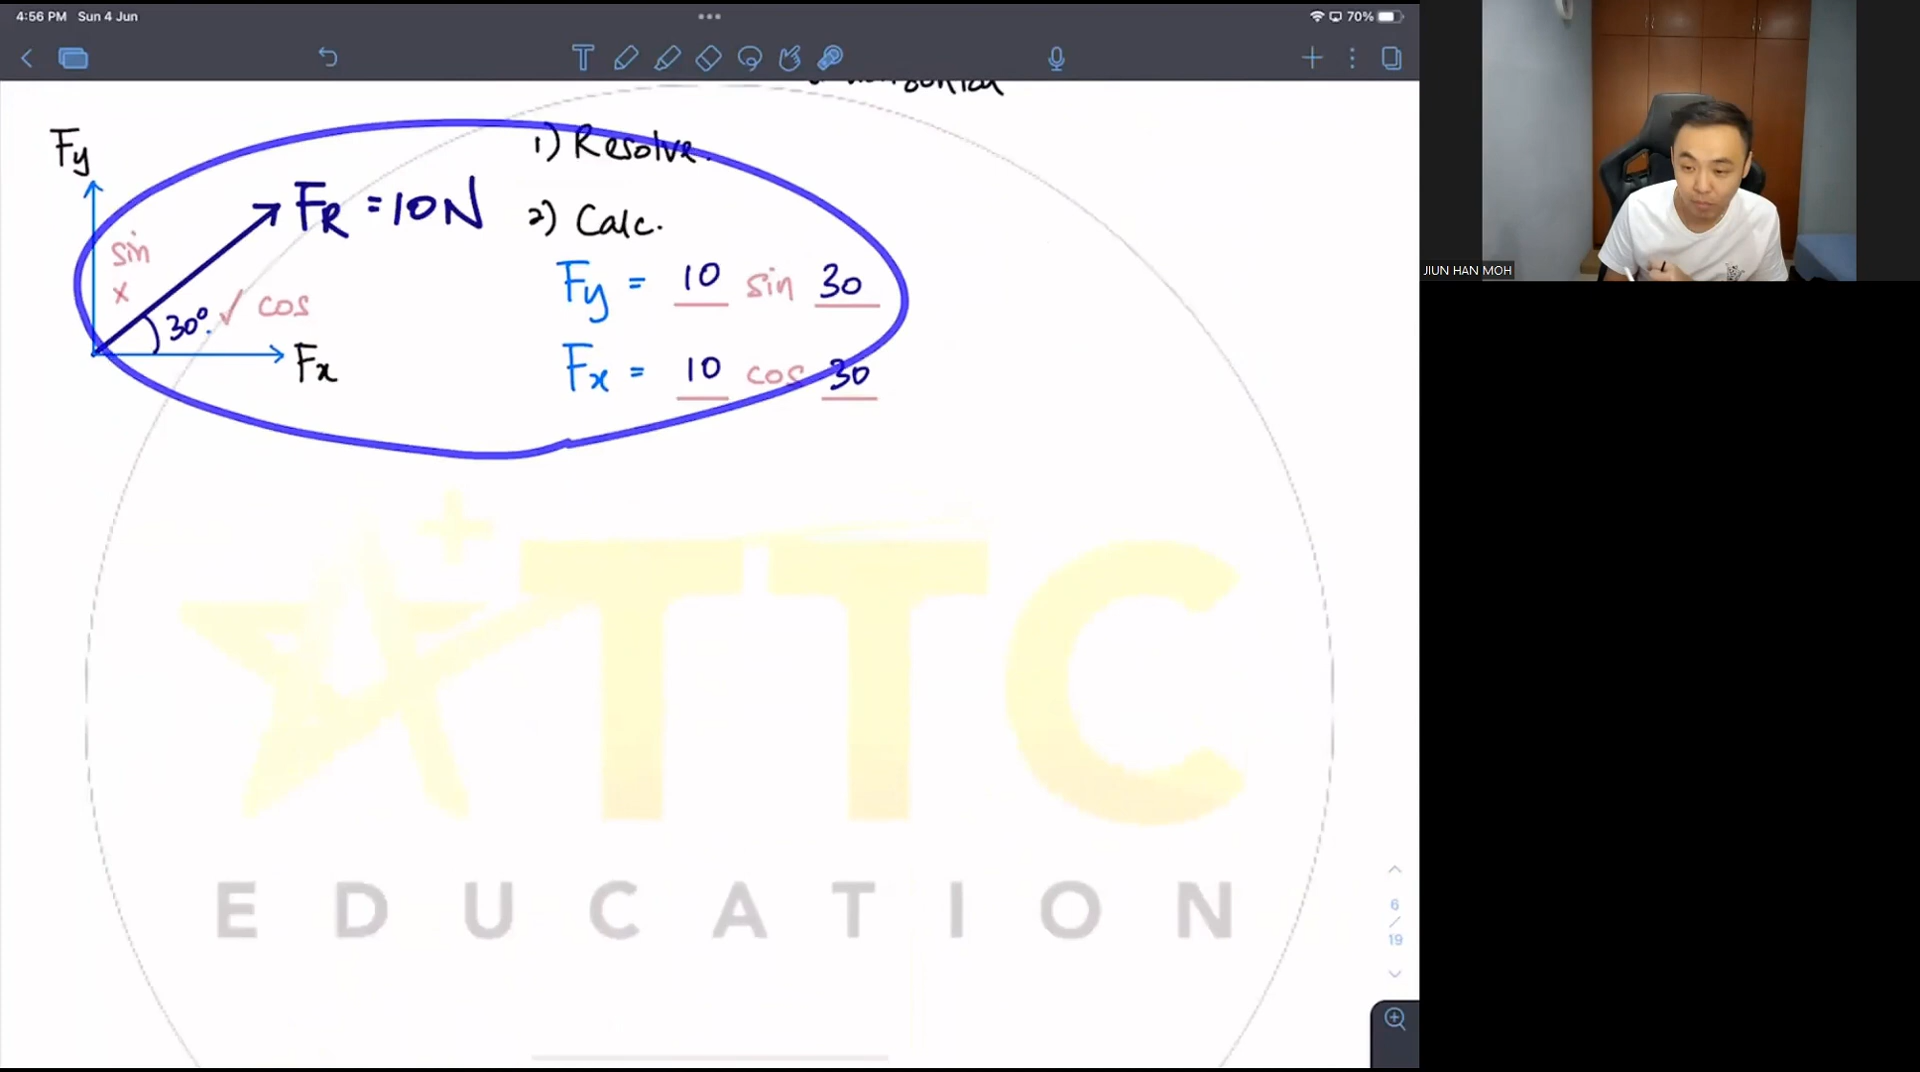 4:56 PM Sun 4 Jun
70%
Fy
1) Resolve.
FR = 10N
2) Calc.
sin
x
Fy = 10 sin 30
30° ✓ cos
Fx
Fx = 10 cos 30
JIUN HAN MOH
TTC
EDUCATION
6
/
19